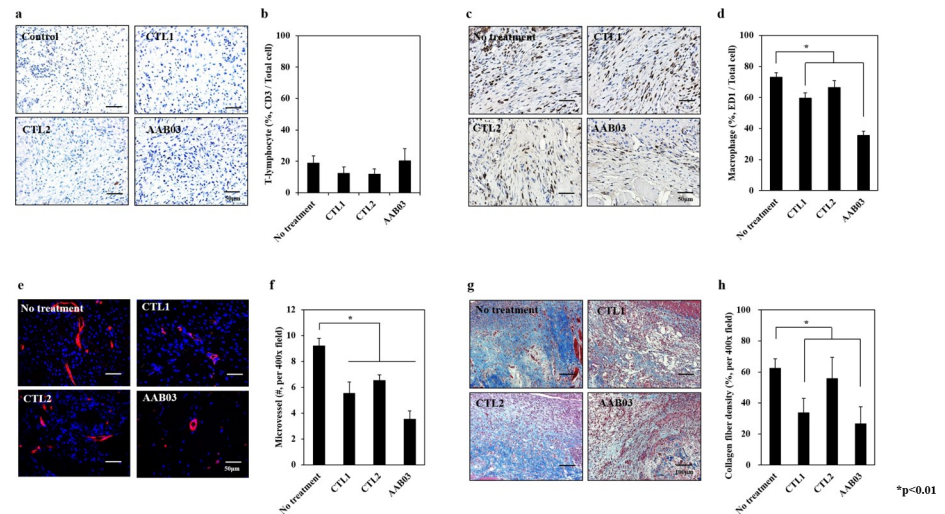 a
Control
CTL1
CTL2
AAB03
50μm
b
T-lymphocyte (%, CD3 / Total cell)
100
80
60
40
20
0
No treatment
CTL1
CTL2
AAB03
c
No treatment
CTL1
CTL2
AAB03
50μm
d
Macrophage (%, ED1 / Total cell)
100
80
60
40
20
0
*
No treatment
CTL1
CTL2
AAB03
e
No treatment
CTL1
CTL2
AAB03
50μm
f
Microvessel (#, per 400x field)
12
10
8
6
4
2
0
*
No treatment
CTL1
CTL2
AAB03
g
No treatment
CTL1
CTL2
AAB03
100μm
h
Collagen fiber density (%, per 400x field)
100
80
60
40
20
0
*
No treatment
CTL1
CTL2
AAB03
*p<0.01